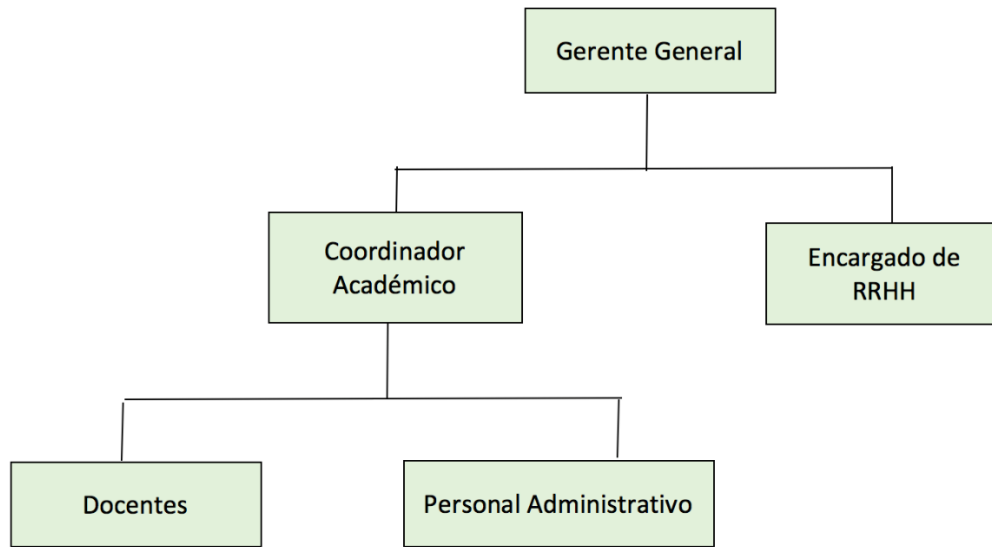 Gerente General
Coordinador
Académico
Encargado de
RRHH
Docentes
Personal Administrativo